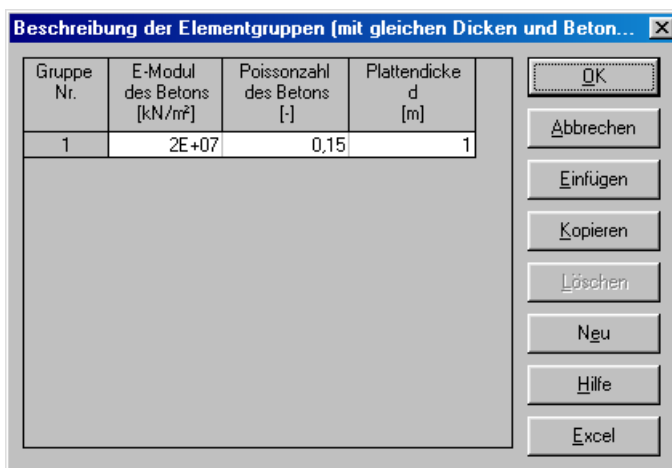 Beschreibung der Elementgruppen (mit gleichen Dicken und Beton...
Gruppe E-Modul Poissonzahl Plattendicke
Nr. des Betons des Betons d
[kN/m²] [-] [m]
1 2E+07 0,15 1
OK
Abbrechen
Einfügen
Kopieren
Löschen
Neu
Hilfe
Excel